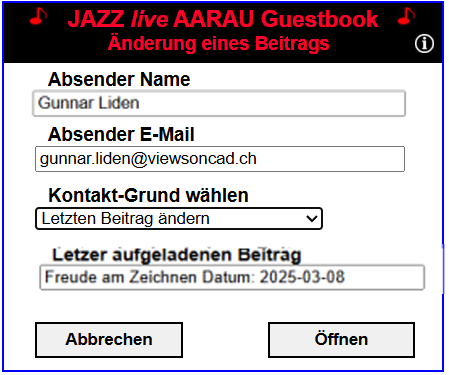 JAZZ live AARAU Guestbook
Änderung eines Beitrags
Absender Name
Gunnar Liden
Absender E-Mail
gunnar.liden@viewsoncad.ch
Kontakt-Grund wählen
Letzten Beitrag ändern
Letzer aufgeladenen Beitrag
Freude am Zeichnen Datum: 2025-03-08
Abbrechen Öffnen